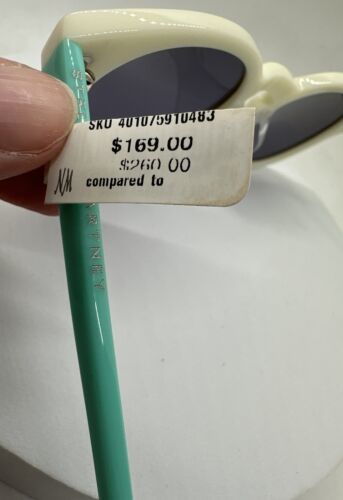 SKU 401075910483
$169.00
$260.00
NM compared to